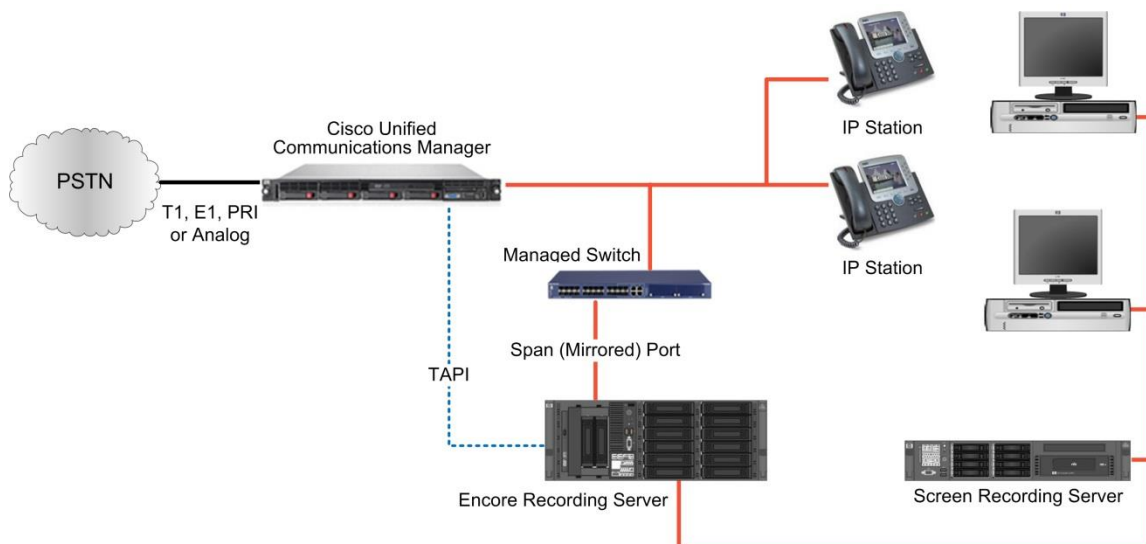 PSTN
T1, E1, PRI
or Analog
Cisco Unified
Communications Manager
IP Station
IP Station
Managed Switch
Span (Mirrored) Port
TAPI
Encore Recording Server
Screen Recording Server